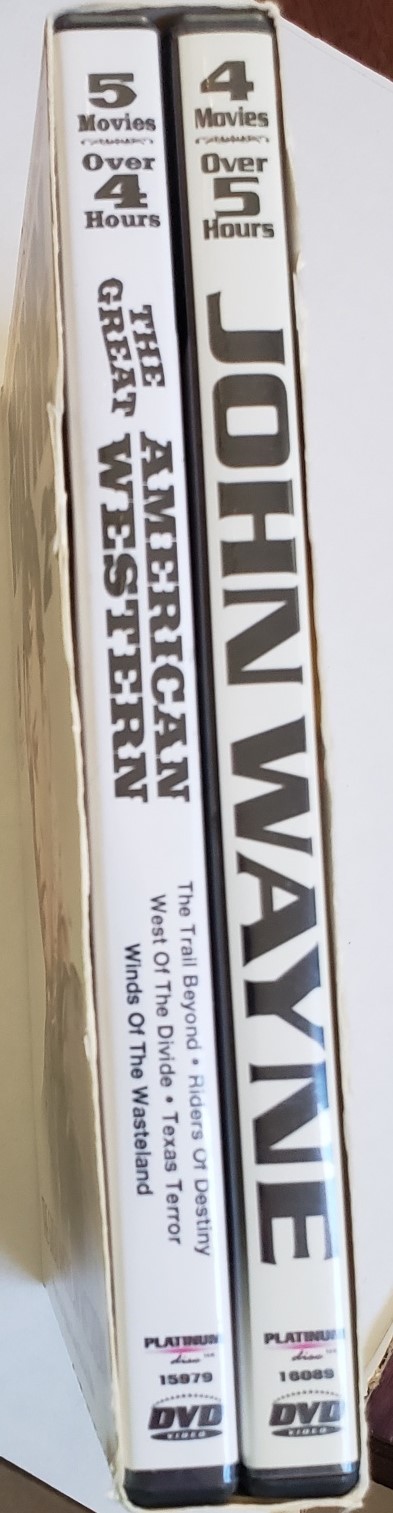 5
Movies
Over
4
Hours
THE
GREAT
AMERICAN
WESTERN
The Trail Beyond • Riders Of Destiny
West Of The Divide • Texas Terror
Winds Of The Wasteland
PLATINUM
disc
15979
DVD
VIDEO
4
Movies
Over
5
Hours
JOHN WAYNE
PLATINUM
disc
16089
DVD
VIDEO